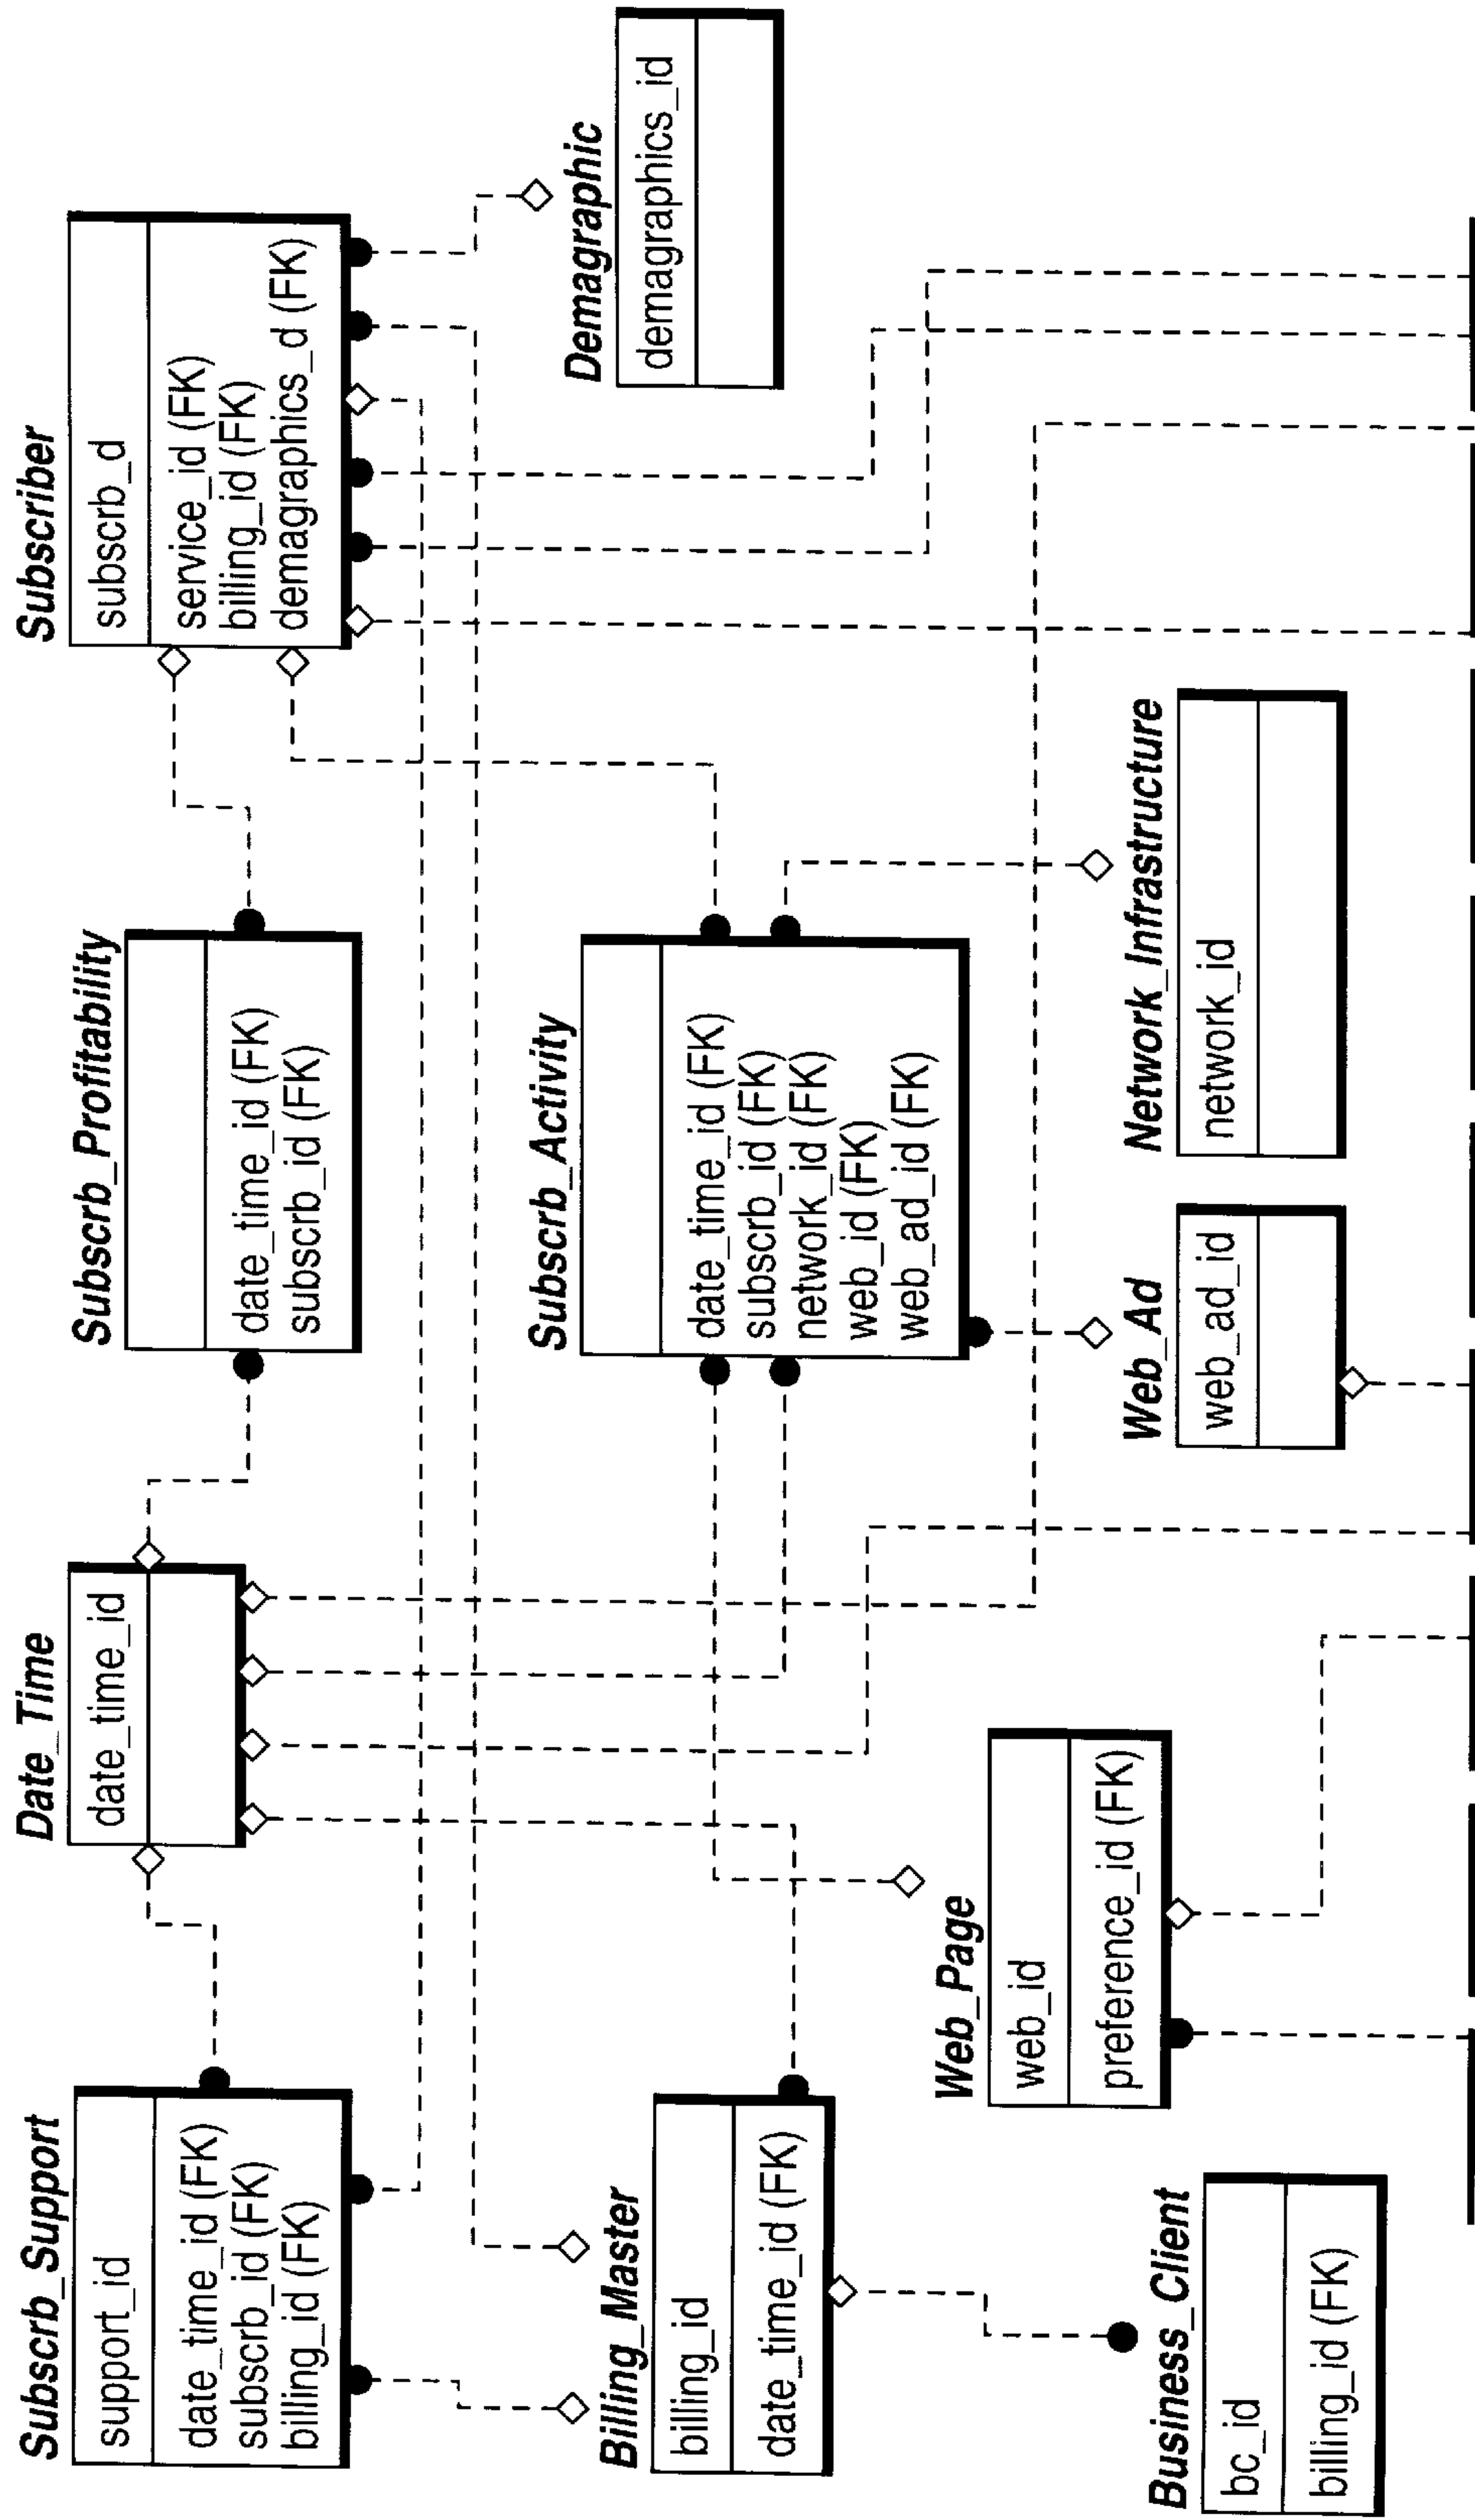 Subscrb_Support
support_id
date_time_id (FK)
subscrb_id (FK)
billing_id (FK)
Date_Time
date_time_id
Subscrb_Profitability
date_time_id (FK)
subscrb_id (FK)
Subscriber
subscrb_d
service_id (FK)
billing_id (FK)
demagraphics_d (FK)
Billing_Master
billing_id
date_time_id (FK)
Subscrb_Activity
date_time_id (FK)
subscrb_id (FK)
network_id (FK)
web_id (FK)
web_ad_id (FK)
Demagraphic
demagraphics_id
Business_Client
bc_id
billing_id (FK)
Web_Page
web_id
preference_id (FK)
Web_Ad
web_ad_id
Network_Infrastructure
network_id